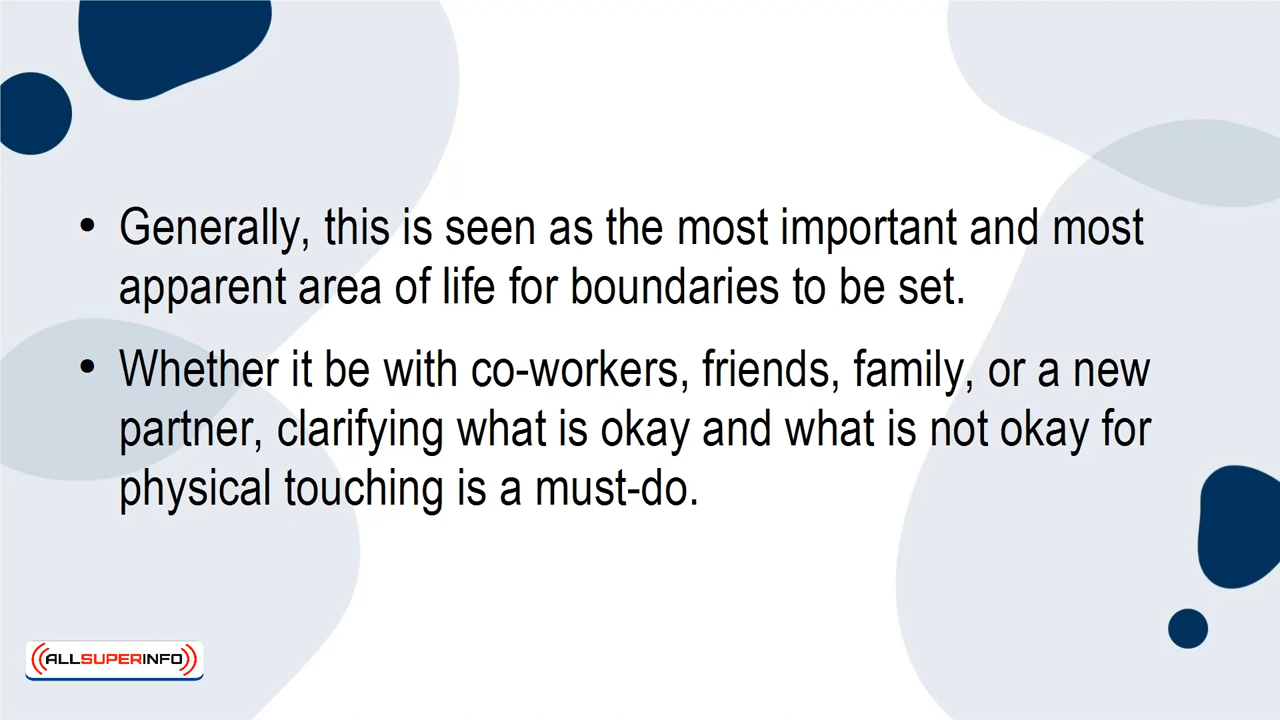 • Generally, this is seen as the most important and most
apparent area of life for boundaries to be set.
• Whether it be with co-workers, friends, family, or a new
partner, clarifying what is okay and what is not okay for
physical touching is a must-do.
ALLSUPERINFO